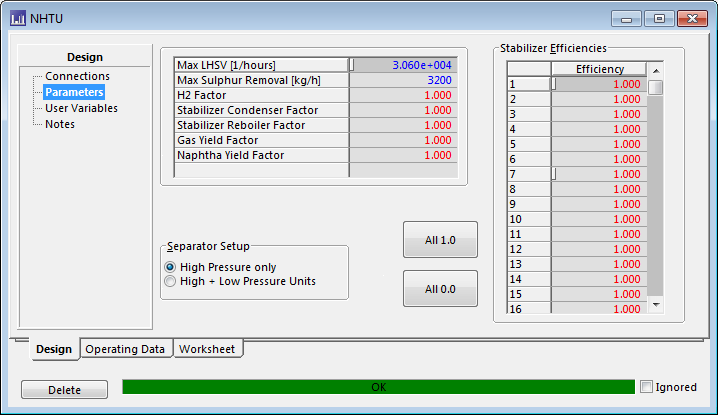 NHTU
Design
Connections
Parameters
User Variables
Notes
Max LHSV [1/hours] 3.060e+004
Max Sulphur Removal [kg/h] 3200
H2 Factor 1.000
Stabilizer Condenser Factor 1.000
Stabilizer Reboiler Factor 1.000
Gas Yield Factor 1.000
Naphtha Yield Factor 1.000
Separator Setup
High Pressure only
High + Low Pressure Units
All 1.0
All 0.0
Stabilizer Efficiencies
Efficiency
1 1.000
2 1.000
3 1.000
4 1.000
5 1.000
6 1.000
7 1.000
8 1.000
9 1.000
10 1.000
11 1.000
12 1.000
13 1.000
14 1.000
15 1.000
16 1.000
Design Operating Data Worksheet
Delete OK Ignored